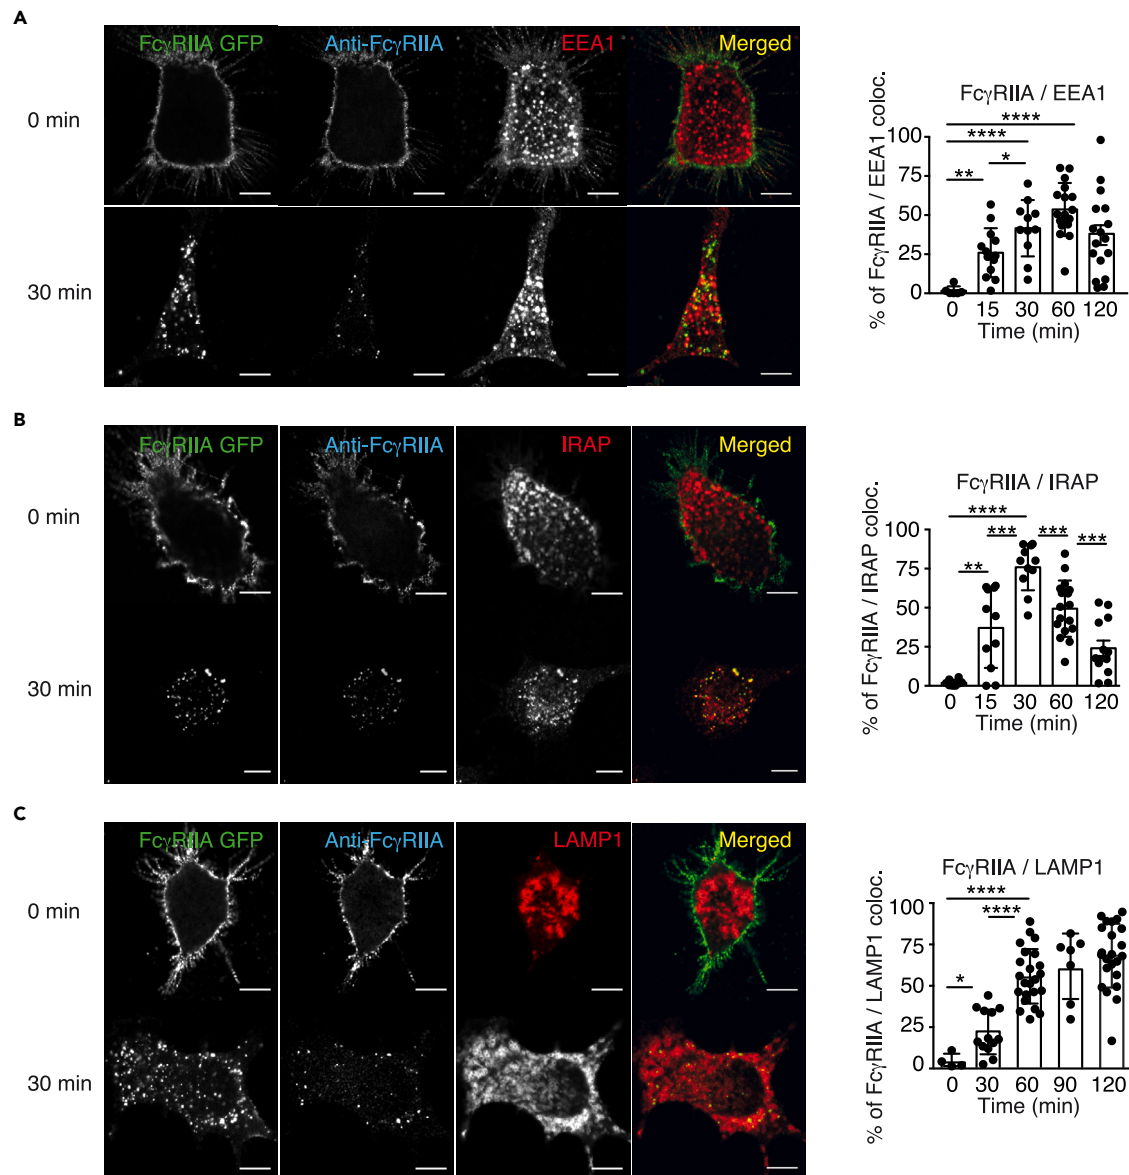 A
FcγRIIA GFP Anti-FcγRIIA EEA1 Merged
0 min
30 min
FcγRIIA / EEA1
% of FcγRIIA / EEA1 coloc.
100
75
50
25
0
****
****
*
**
0 15 30 60 120
Time (min)
B
FcγRIIA GFP Anti-FcγRIIA IRAP Merged
0 min
30 min
FcγRIIA / IRAP
% of FcγRIIA / IRAP coloc.
100
75
50
25
0
****
*** *** ***
**
0 15 30 60 120
Time (min)
C
FcγRIIA GFP Anti-FcγRIIA LAMP1 Merged
0 min
30 min
FcγRIIA / LAMP1
% of FcγRIIA / LAMP1 coloc.
100
75
50
25
0
****
****
*
0 30 60 90 120
Time (min)